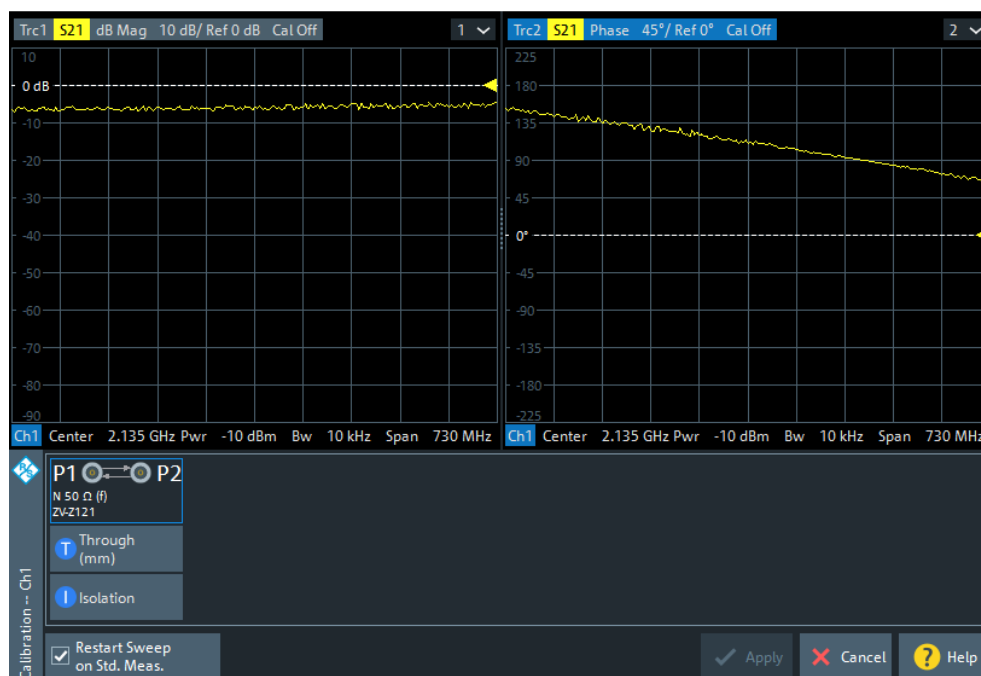 Trc1 S21 dB Mag 10 dB/ Ref 0 dB Cal Off 1
10
0 dB
-10
-20
-30
-40
-50
-60
-70
-80
-90
Ch1 Center 2.135 GHz Pwr -10 dBm Bw 10 kHz Span 730 MHz
Trc2 S21 Phase 45°/ Ref 0° Cal Off 2
225
180
135
90
45
0°
-45
-90
-135
-180
-225
Ch1 Center 2.135 GHz Pwr -10 dBm Bw 10 kHz Span 730 MHz
R/S
Calibration -- Ch1
P1 P2
N 50 Ω (f)
ZV-Z121
T Through
(mm)
I Isolation
Restart Sweep
on Std. Meas.
Apply
Cancel
? Help